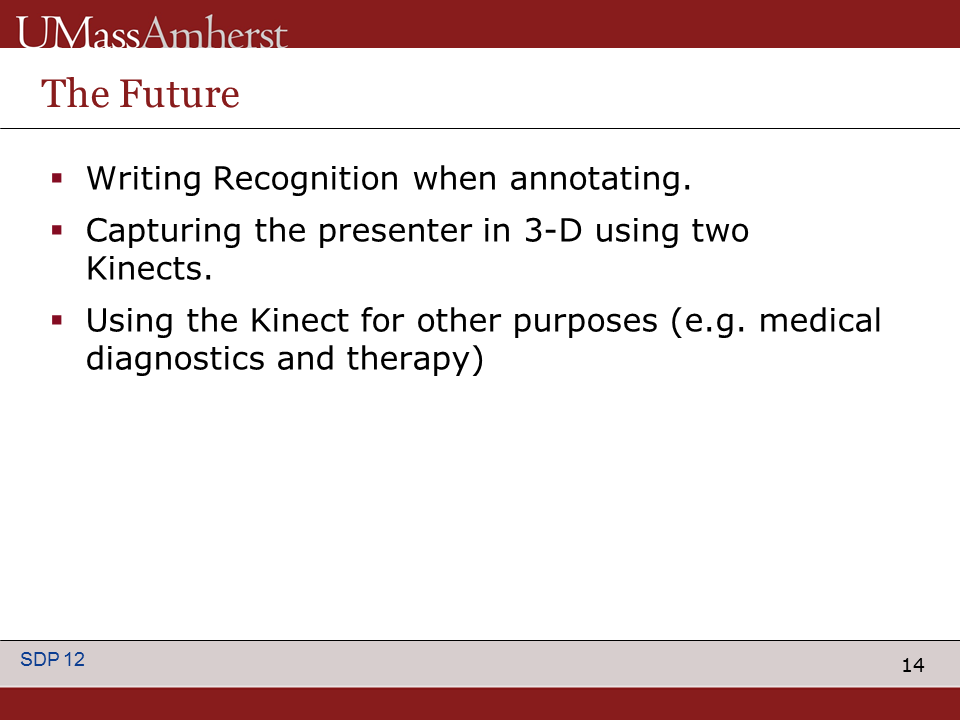 UMassAmherst
The Future
Writing Recognition when annotating.
Capturing the presenter in 3-D using two
Kinects.
Using the Kinect for other purposes (e.g. medical
diagnostics and therapy)
SDP 12
14